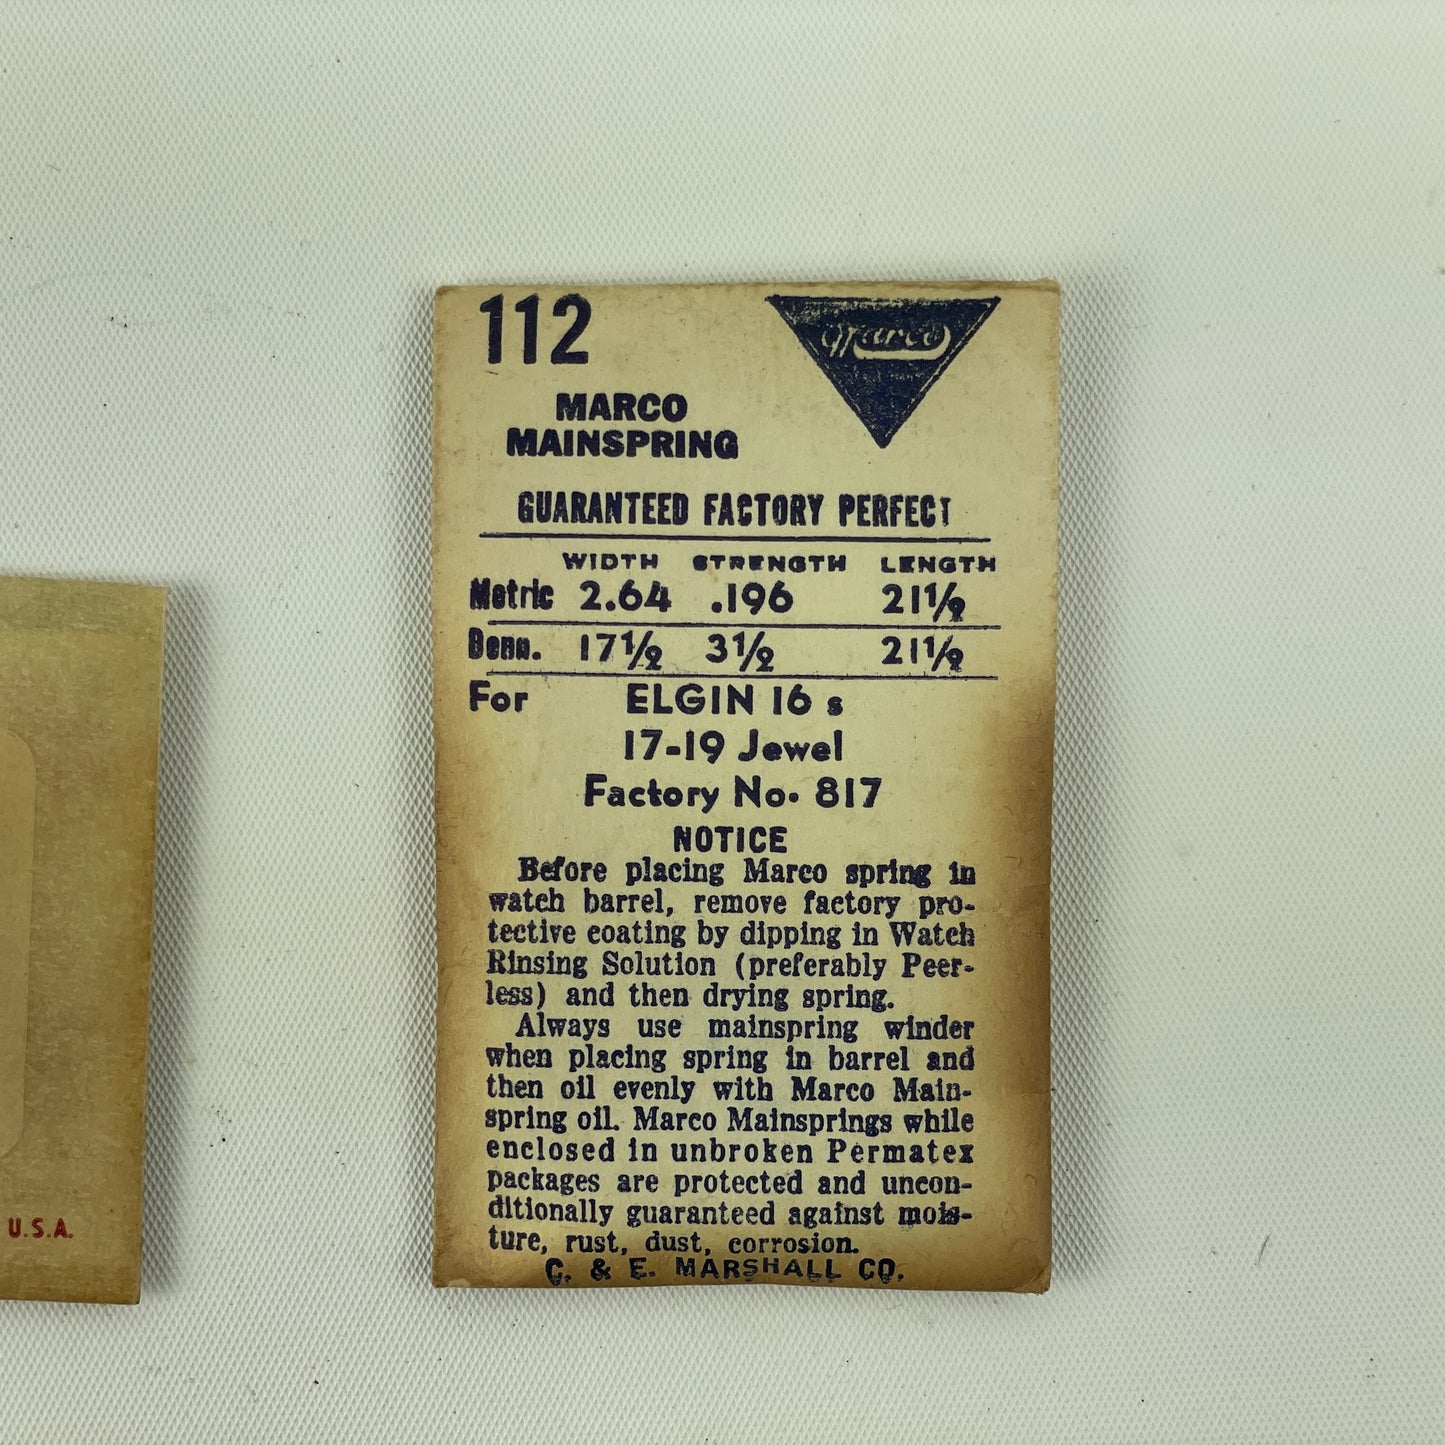 112
Marco
MARCO
MAINSPRING
GUARANTEED FACTORY PERFECT
WIDTH STRENGTH LENGTH
Metric 2.64 .196 21½
Denn. 17½ 3½ 21½
For ELGIN 16 s
17-19 Jewel
Factory No. 817
NOTICE
Before placing Marco spring in
watch barrel, remove factory pro-
tective coating by dipping in Watch
Rinsing Solution (preferably Peer-
less) and then drying spring.
Always use mainspring winder
when placing spring in barrel and
then oil evenly with Marco Main-
spring oil. Marco Mainsprings while
enclosed in unbroken Permatex
packages are protected and uncon-
ditionally guaranteed against mois-
ture, rust, dust, corrosion.
C. & E. MARSHALL CO.
U.S.A.